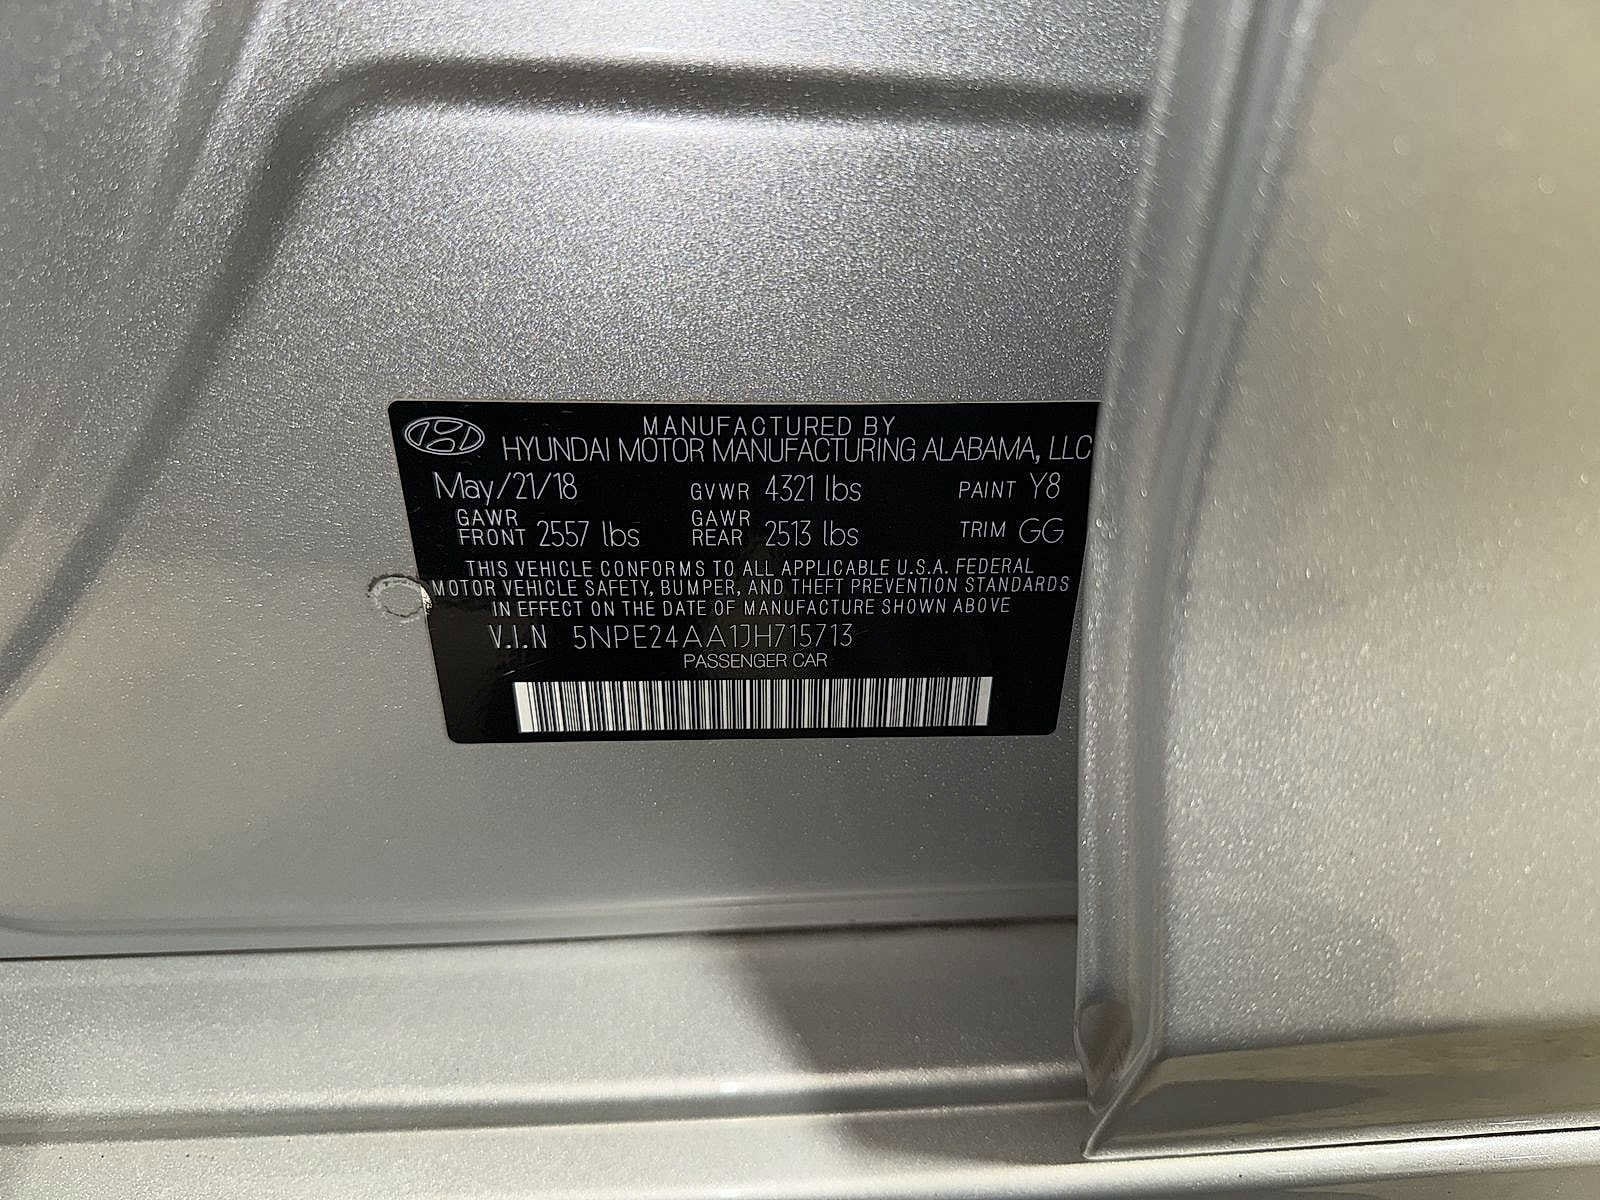 MANUFACTURED BY
HYUNDAI MOTOR MANUFACTURING ALABAMA, LLC
May/21/18 GVWR 4321 lbs PAINT Y8
GAWR FRONT 2557 lbs GAWR REAR 2513 lbs TRIM GG
THIS VEHICLE CONFORMS TO ALL APPLICABLE U.S.A. FEDERAL
MOTOR VEHICLE SAFETY, BUMPER, AND THEFT PREVENTION STANDARDS
IN EFFECT ON THE DATE OF MANUFACTURE SHOWN ABOVE
V.I.N 5NPE24AA1JH715713
PASSENGER CAR